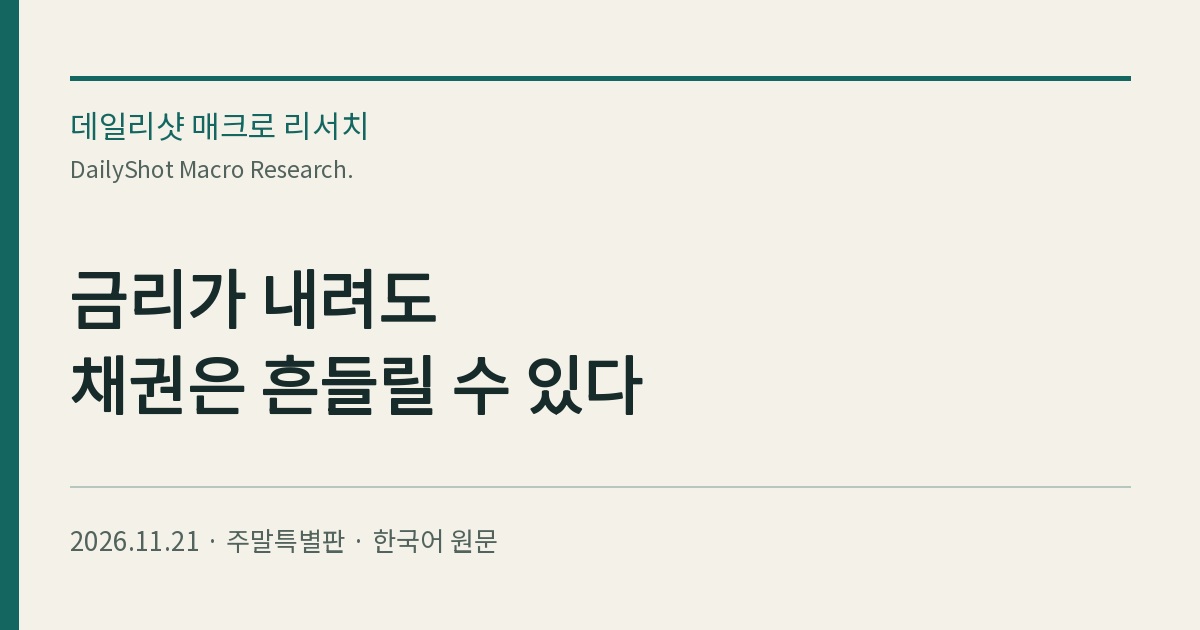 데일리샷 매크로 리서치
DailyShot Macro Research.
금리가 내려도
채권은 흔들릴 수 있다
2026.11.21 · 주말특별판 · 한국어 원문